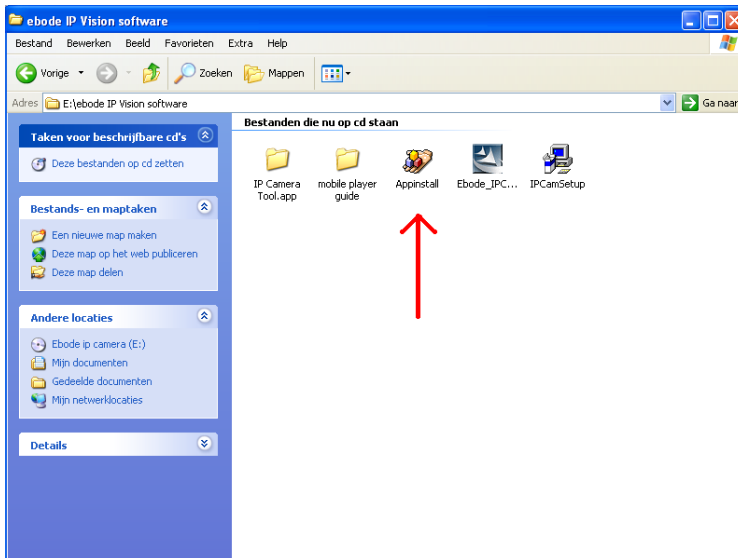 ebode IP Vision software
Bestand Bewerken Beeld Favorieten Extra Help
Vorige Zoeken Mappen
Adres E:\ebode IP Vision software Ga naar
Bestanden die nu op cd staan
Taken voor beschrijfbare cd's
Deze bestanden op cd zetten
IP Camera Tool.app
mobile player guide
Appinstall
Ebode_IPC...
IPCamSetup
Bestands- en maptaken
Een nieuwe map maken
Deze map op het web publiceren
Deze map delen
Andere locaties
Ebode ip camera (E:)
Mijn documenten
Gedeelde documenten
Mijn netwerklocaties
Details